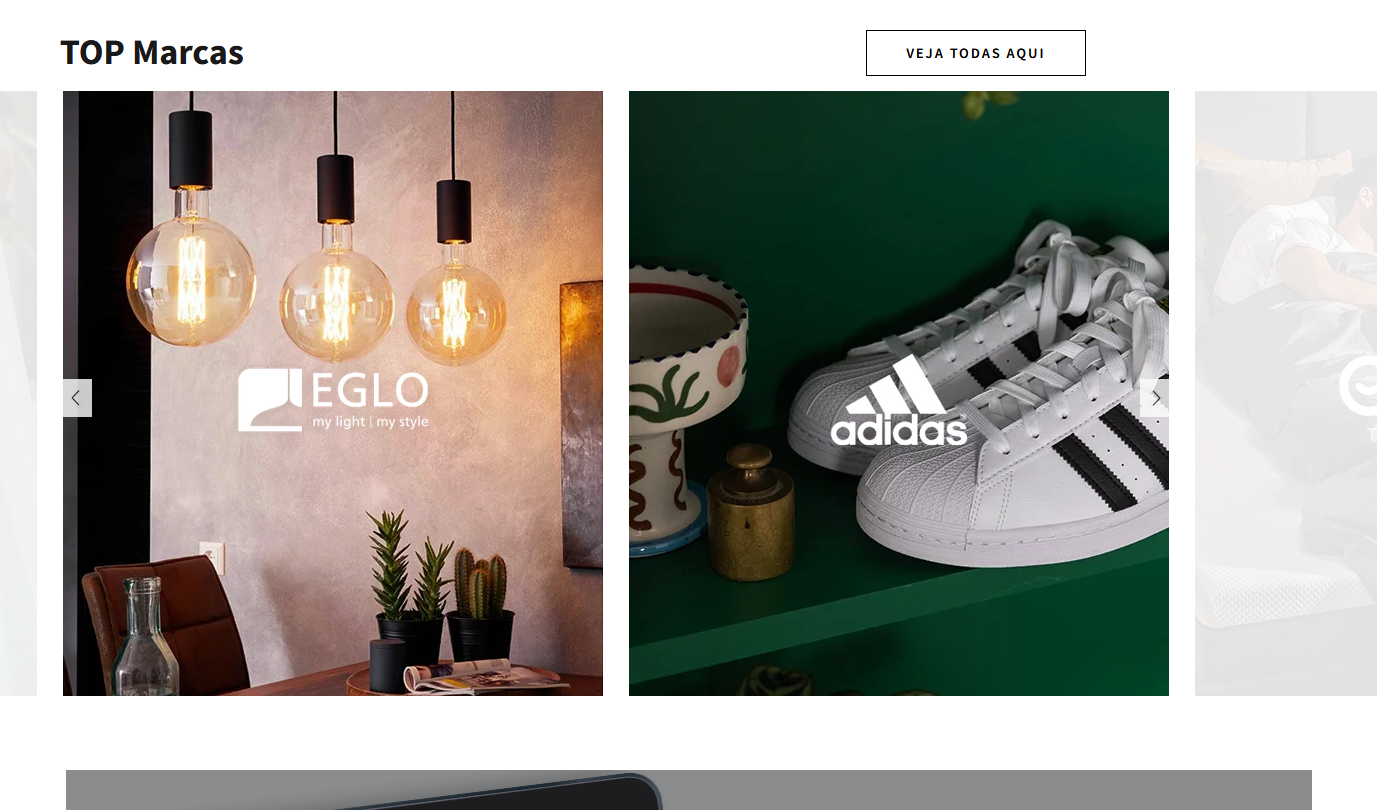 TOP Marcas
VEJA TODAS AQUI
EGLO
my light | my style
adidas